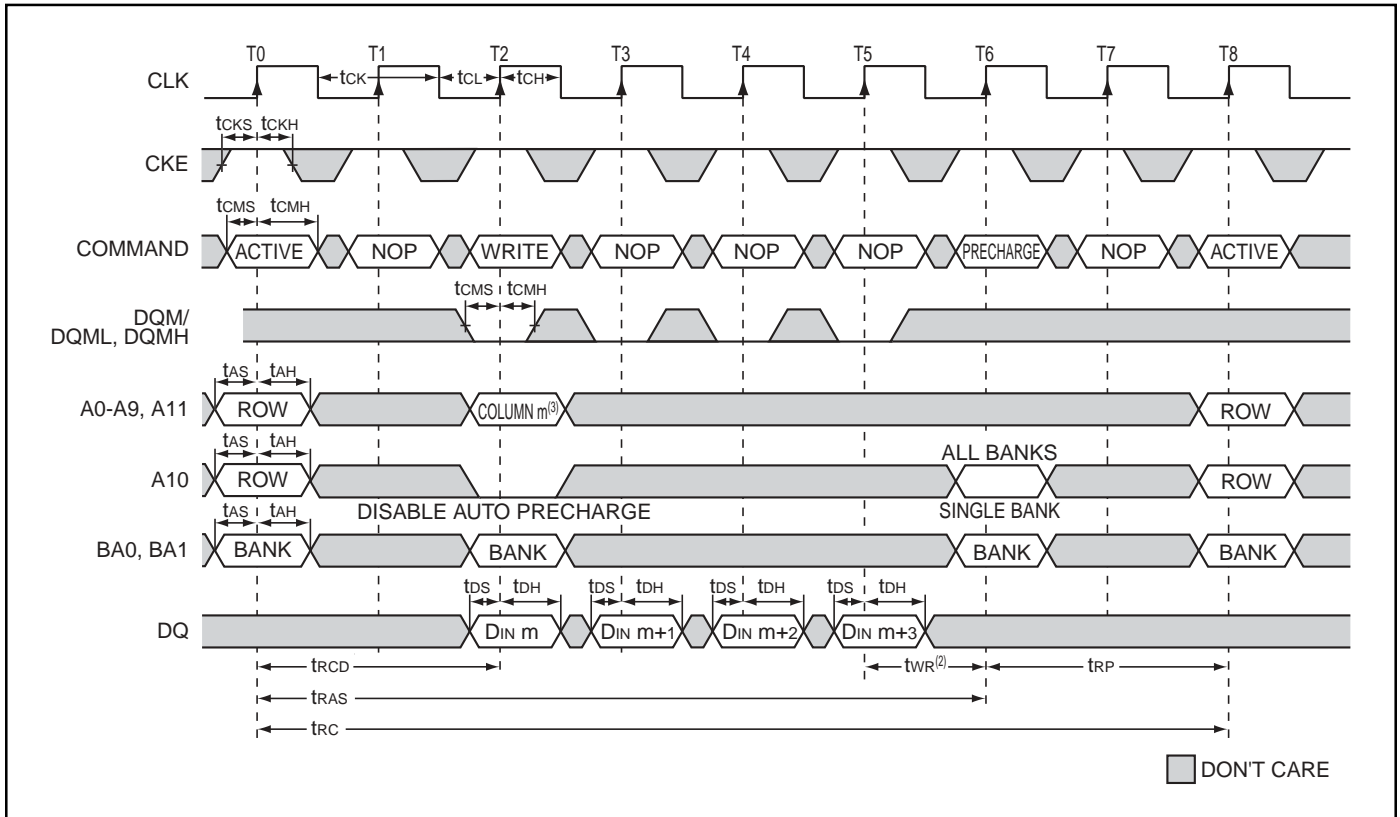 T0 T1 T2 T3 T4 T5 T6 T7 T8
CLK tCK tCL tCH
tCKS tCKH
CKE
tCMS tCMH
COMMAND ACTIVE NOP WRITE NOP NOP NOP PRECHARGE NOP ACTIVE
tCMS tCMH
DQM/
DQML, DQMH
tAS tAH
A0-A9, A11 ROW COLUMN m(3) ROW
tAS tAH ALL BANKS
A10 ROW ROW
tAS tAH DISABLE AUTO PRECHARGE SINGLE BANK
BA0, BA1 BANK BANK BANK BANK
tDS tDH tDS tDH tDS tDH tDS tDH
DQ DIN m DIN m+1 DIN m+2 DIN m+3
tRCD tWR(2) tRP
tRAS
tRC
DON'T CARE